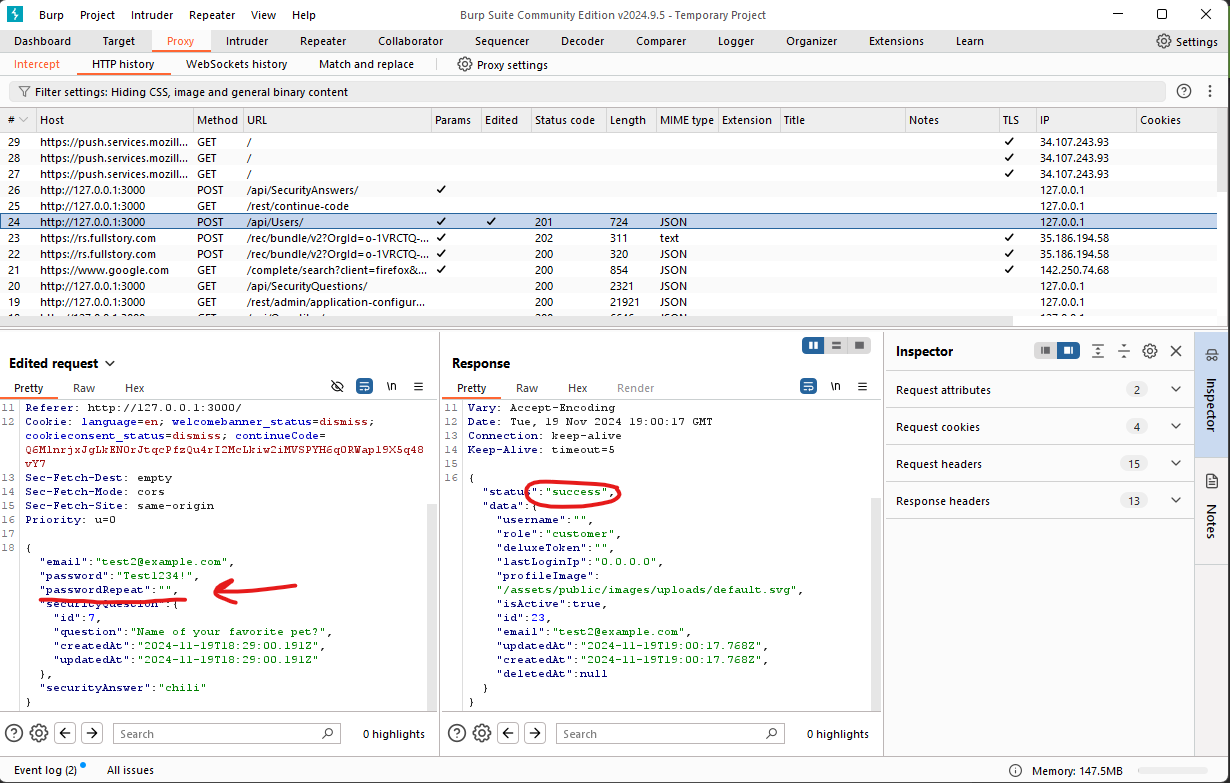 Burp Project Intruder Repeater View Help Burp Suite Community Edition v2024.9.5 - Temporary Project
Dashboard Target Proxy Intruder Repeater Collaborator Sequencer Decoder Comparer Logger Organizer Extensions Learn Settings
Intercept HTTP history WebSockets history Match and replace Proxy settings
Filter settings: Hiding CSS, image and general binary content
# Host Method URL Params Edited Status code Length MIME type Extension Title Notes TLS IP Cookies
29 https://push.services.mozill... GET / ✓ 34.107.243.93
28 https://push.services.mozill... GET / ✓ 34.107.243.93
27 https://push.services.mozill... GET / ✓ 34.107.243.93
26 http://127.0.0.1:3000 POST /api/SecurityAnswers/ ✓ 127.0.0.1
25 http://127.0.0.1:3000 GET /rest/continue-code 127.0.0.1
24 http://127.0.0.1:3000 POST /api/Users/ ✓ ✓ 201 724 JSON 127.0.0.1
23 https://rs.fullstory.com POST /rec/bundle/v2?OrgId=o-1VRCTQ-... ✓ 202 311 text ✓ 35.186.194.58
22 https://rs.fullstory.com POST /rec/bundle/v2?OrgId=o-1VRCTQ-... ✓ 200 320 JSON ✓ 35.186.194.58
21 https://www.google.com GET /complete/search?client=firefox&... ✓ 200 854 JSON ✓ 142.250.74.68
20 http://127.0.0.1:3000 GET /api/SecurityQuestions/ 200 2321 JSON 127.0.0.1
19 http://127.0.0.1:3000 GET /rest/admin/application-configur... 200 21921 JSON 127.0.0.1
Edited request
Pretty Raw Hex
\n
11 Referer: http://127.0.0.1:3000/
12 Cookie: language=en; welcomebanner_status=dismiss;
cookieconsent_status=dismiss; continueCode=
Q6MlnrjxJgLkEN0rJtqcPfzQu4rI2McLkiw2iMVSPYH6q0RWapl9X5q48
vY7
13 Sec-Fetch-Dest: empty
14 Sec-Fetch-Mode: cors
15 Sec-Fetch-Site: same-origin
16 Priority: u=0
17
18 {
"email":"test2@example.com",
"password":"Test1234!",
"passwordRepeat":"",
"securityQuestion":{
"id":7,
"question":"Name of your favorite pet?",
"createdAt":"2024-11-19T18:29:00.191Z",
"updatedAt":"2024-11-19T18:29:00.191Z"
},
"securityAnswer":"chili"
}
Search 0 highlights
Response
Pretty Raw Hex Render
\n
11 Vary: Accept-Encoding
12 Date: Tue, 19 Nov 2024 19:00:17 GMT
13 Connection: keep-alive
14 Keep-Alive: timeout=5
15
16 {
"status":"success",
"data":{
"username":"",
"role":"customer",
"deluxeToken":"",
"lastLoginIp":"0.0.0.0",
"profileImage":
"/assets/public/images/uploads/default.svg",
"isActive":true,
"id":23,
"email":"test2@example.com",
"updatedAt":"2024-11-19T19:00:17.768Z",
"createdAt":"2024-11-19T19:00:17.768Z",
"deletedAt":null
}
}
Search 0 highlights
Inspector
Request attributes 2
Request cookies 4
Request headers 15
Response headers 13
Inspector
Notes
Event log (2) All issues Memory: 147.5MB